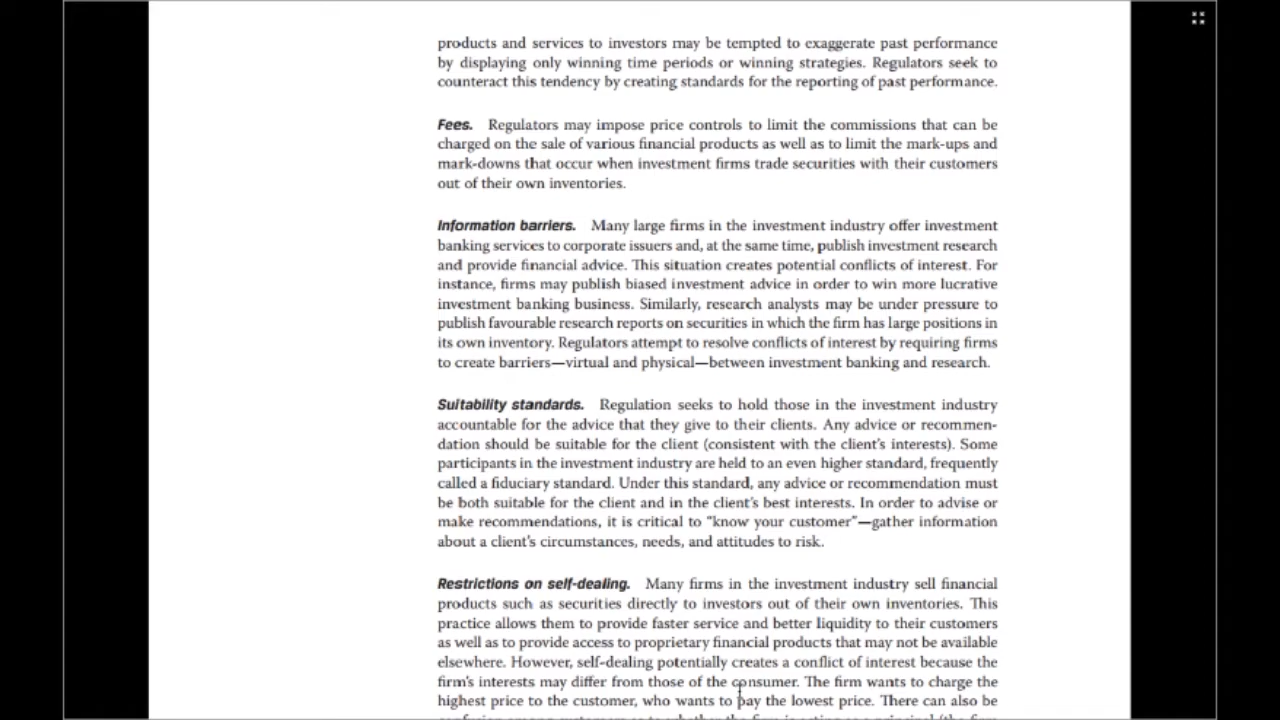 products and services to investors may be tempted to exaggerate past performance
by displaying only winning time periods or winning strategies. Regulators seek to
counteract this tendency by creating standards for the reporting of past performance.
Fees. Regulators may impose price controls to limit the commissions that can be
charged on the sale of various financial products as well as to limit the mark-ups and
mark-downs that occur when investment firms trade securities with their customers
out of their own inventories.
Information barriers. Many large firms in the investment industry offer investment
banking services to corporate issuers and, at the same time, publish investment research
and provide financial advice. This situation creates potential conflicts of interest. For
instance, firms may publish biased investment advice in order to win more lucrative
investment banking business. Similarly, research analysts may be under pressure to
publish favourable research reports on securities in which the firm has large positions in
its own inventory. Regulators attempt to resolve conflicts of interest by requiring firms
to create barriers—virtual and physical—between investment banking and research.
Suitability standards. Regulation seeks to hold those in the investment industry
accountable for the advice that they give to their clients. Any advice or recommen-
dation should be suitable for the client (consistent with the client's interests). Some
participants in the investment industry are held to an even higher standard, frequently
called a fiduciary standard. Under this standard, any advice or recommendation must
be both suitable for the client and in the client's best interests. In order to advise or
make recommendations, it is critical to “know your customer”—gather information
about a client's circumstances, needs, and attitudes to risk.
Restrictions on self-dealing. Many firms in the investment industry sell financial
products such as securities directly to investors out of their own inventories. This
practice allows them to provide faster service and better liquidity to their customers
as well as to provide access to proprietary financial products that may not be available
elsewhere. However, self-dealing potentially creates a conflict of interest because the
firm's interests may differ from those of the consumer. The firm wants to charge the
highest price to the customer, who wants to pay the lowest price. There can also be